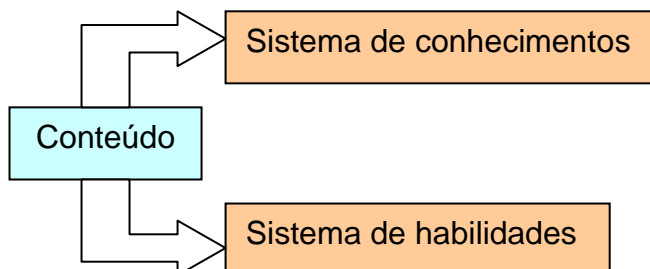 Sistema de conhecimentos
Conteúdo
Sistema de habilidades